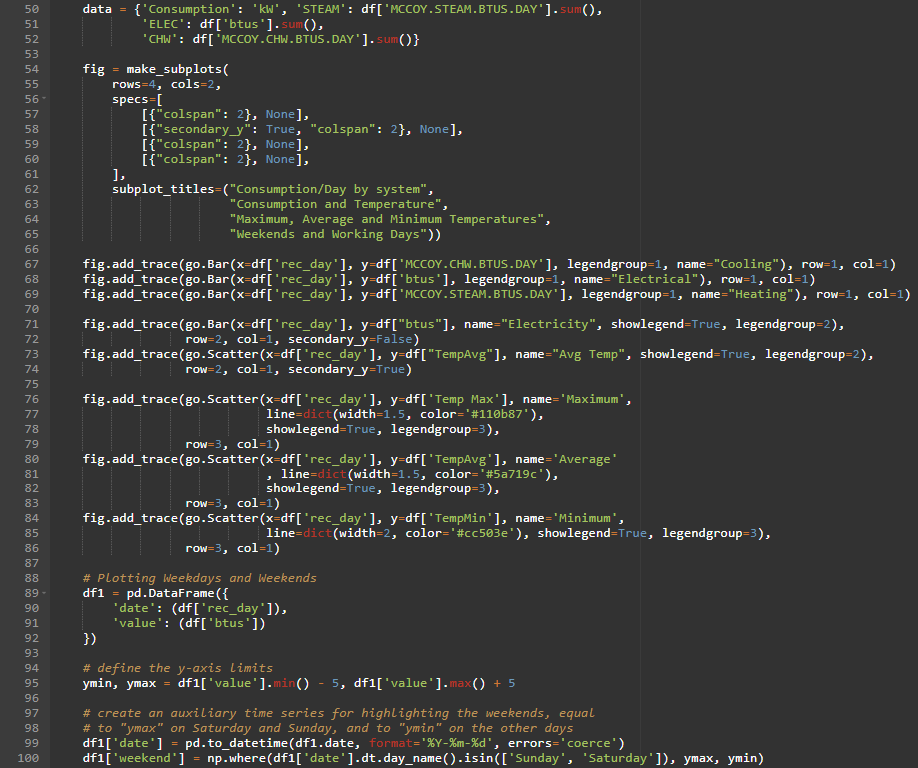 50 data = {'Consumption': 'kW', 'STEAM': df['MCCOY.STEAM.BTUS.DAY'].sum(),
51 'ELEC': df['btus'].sum(),
52 'CHW': df['MCCOY.CHW.BTUS.DAY'].sum()}
53
54 fig = make_subplots(
55 rows=4, cols=2,
56 specs=[
57 [{"colspan": 2}, None],
58 [{"secondary_y": True, "colspan": 2}, None],
59 [{"colspan": 2}, None],
60 [{"colspan": 2}, None],
61 ],
62 subplot_titles=("Consumption/Day by system",
63 "Consumption and Temperature",
64 "Maximum, Average and Minimum Temperatures",
65 "Weekends and Working Days"))
66
67 fig.add_trace(go.Bar(x=df['rec_day'], y=df['MCCOY.CHW.BTUS.DAY'], legendgroup=1, name="Cooling"), row=1, col=1)
68 fig.add_trace(go.Bar(x=df['rec_day'], y=df['btus'], legendgroup=1, name="Electrical"), row=1, col=1)
69 fig.add_trace(go.Bar(x=df['rec_day'], y=df['MCCOY.STEAM.BTUS.DAY'], legendgroup=1, name="Heating"), row=1, col=1)
70
71 fig.add_trace(go.Bar(x=df['rec_day'], y=df["btus"], name="Electricity", showlegend=True, legendgroup=2),
72 row=2, col=1, secondary_y=False)
73 fig.add_trace(go.Scatter(x=df['rec_day'], y=df["TempAvg"], name="Avg Temp", showlegend=True, legendgroup=2),
74 row=2, col=1, secondary_y=True)
75
76 fig.add_trace(go.Scatter(x=df['rec_day'], y=df['Temp Max'], name='Maximum',
77 line=dict(width=1.5, color='#110b87'),
78 showlegend=True, legendgroup=3),
79 row=3, col=1)
80 fig.add_trace(go.Scatter(x=df['rec_day'], y=df['TempAvg'], name='Average'
81 , line=dict(width=1.5, color='#5a719c'),
82 showlegend=True, legendgroup=3),
83 row=3, col=1)
84 fig.add_trace(go.Scatter(x=df['rec_day'], y=df['TempMin'], name='Minimum',
85 line=dict(width=2, color='#cc503e'), showlegend=True, legendgroup=3),
86 row=3, col=1)
87
88 # Plotting Weekdays and Weekends
89 df1 = pd.DataFrame({
90 'date': (df['rec_day']),
91 'value': (df['btus'])
92 })
93
94 # define the y-axis limits
95 ymin, ymax = df1['value'].min() - 5, df1['value'].max() + 5
96
97 # create an auxiliary time series for highlighting the weekends, equal
98 # to "ymax" on Saturday and Sunday, and to "ymin" on the other days
99 df1['date'] = pd.to_datetime(df1.date, format='%Y-%m-%d', errors='coerce')
100 df1['weekend'] = np.where(df1['date'].dt.day_name().isin(['Sunday', 'Saturday']), ymax, ymin)